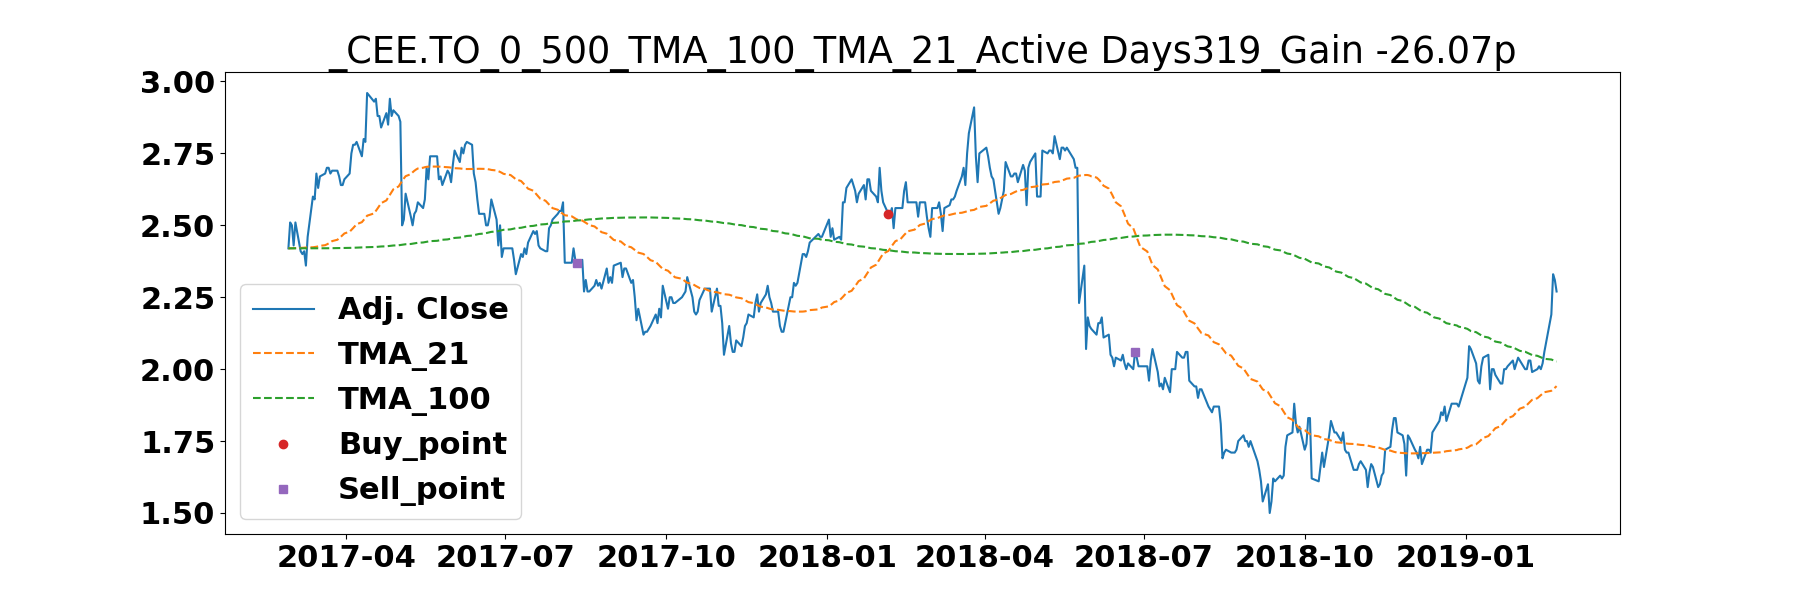 _CEE.TO_0_500_TMA_100_TMA_21_Active Days319_Gain -26.07p
3.00
2.75
2.50
2.25
2.00
1.75
1.50
Adj. Close
TMA_21
TMA_100
Buy_point
Sell_point
2017-04 2017-07 2017-10 2018-01 2018-04 2018-07 2018-10 2019-01